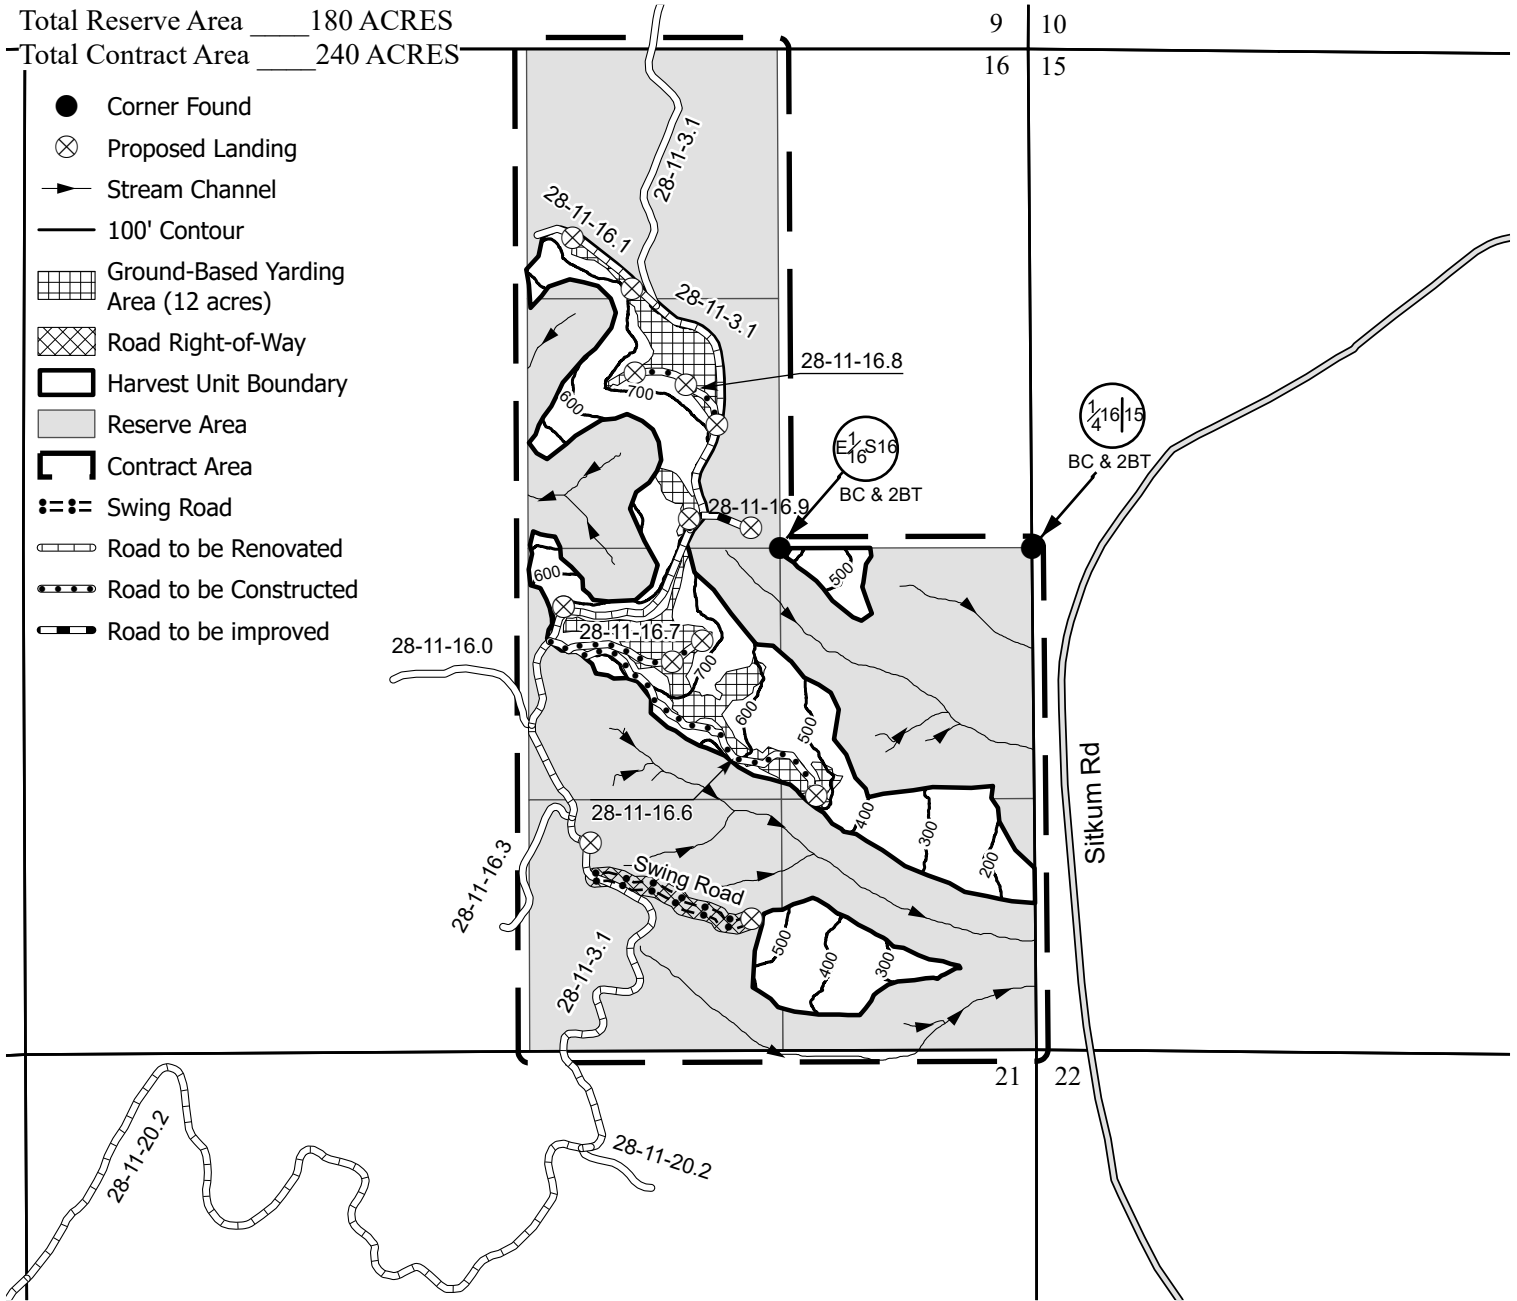 Total Reserve Area _____180 ACRES
Total Contract Area _____240 ACRES
9 10
16 15
Corner Found
Proposed Landing
Stream Channel
100' Contour
Ground-Based Yarding
Area (12 acres)
Road Right-of-Way
Harvest Unit Boundary
Reserve Area
Contract Area
Swing Road
Road to be Renovated
Road to be Constructed
Road to be improved
28-11-3.1
28-11-16.1
28-11-3.1
28-11-16.8
700
600
1/4 16 15
BC & 2BT
E 1/16 S16
BC & 2BT
28-11-16.9
600
500
28-11-16.7
28-11-16.0
700
600
500
Sitkum Rd
28-11-16.6
400
300
200
28-11-16.3
Swing Road
500
400
300
28-11-3.1
21 22
28-11-20.2
28-11-20.2